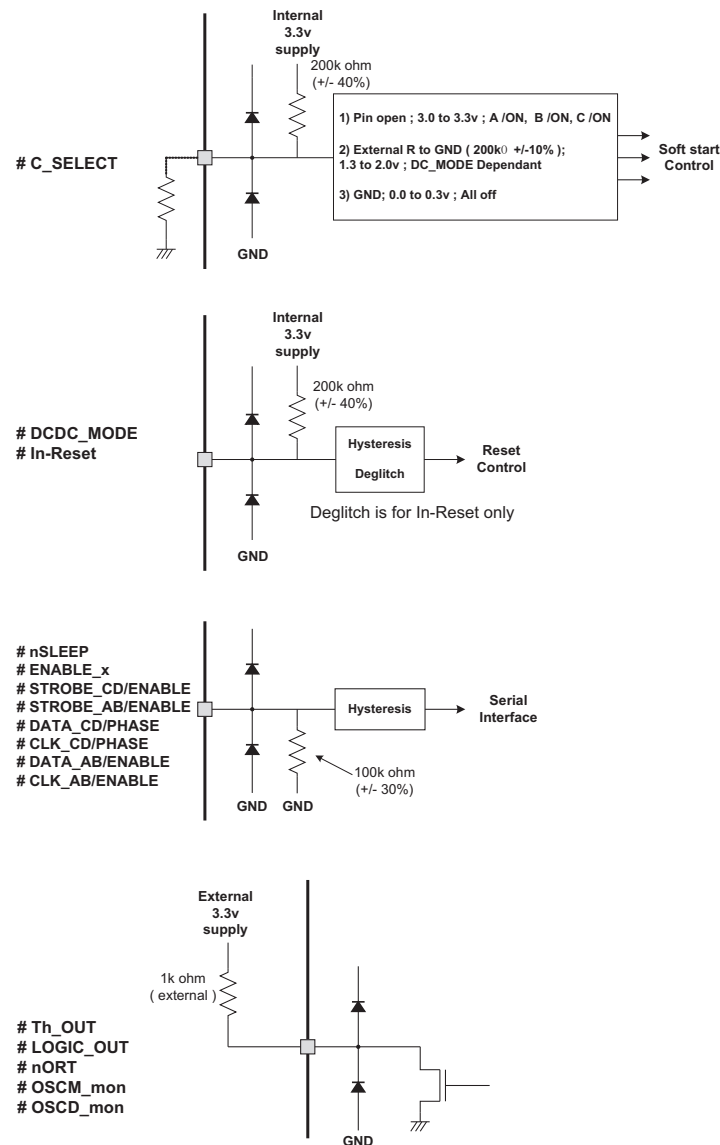 Internal
3.3v
supply
200k ohm
(+/- 40%)
# C_SELECT
1) Pin open ; 3.0 to 3.3v ; A /ON, B /ON, C /ON
2) External R to GND ( 200k0 +/-10% );
1.3 to 2.0v ; DC_MODE Dependant
3) GND; 0.0 to 0.3v ; All off
Soft start
Control
GND
Internal
3.3v
supply
200k ohm
(+/- 40%)
# DCDC_MODE
# In-Reset
Hysteresis
Deglitch
Reset
Control
Deglitch is for In-Reset only
GND
# nSLEEP
# ENABLE_x
# STROBE_CD/ENABLE
# STROBE_AB/ENABLE
# DATA_CD/PHASE
# CLK_CD/PHASE
# DATA_AB/ENABLE
# CLK_AB/ENABLE
Hysteresis
Serial
Interface
100k ohm
(+/- 30%)
GND GND
External
3.3v
supply
1k ohm
( external )
# Th_OUT
# LOGIC_OUT
# nORT
# OSCM_mon
# OSCD_mon
GND